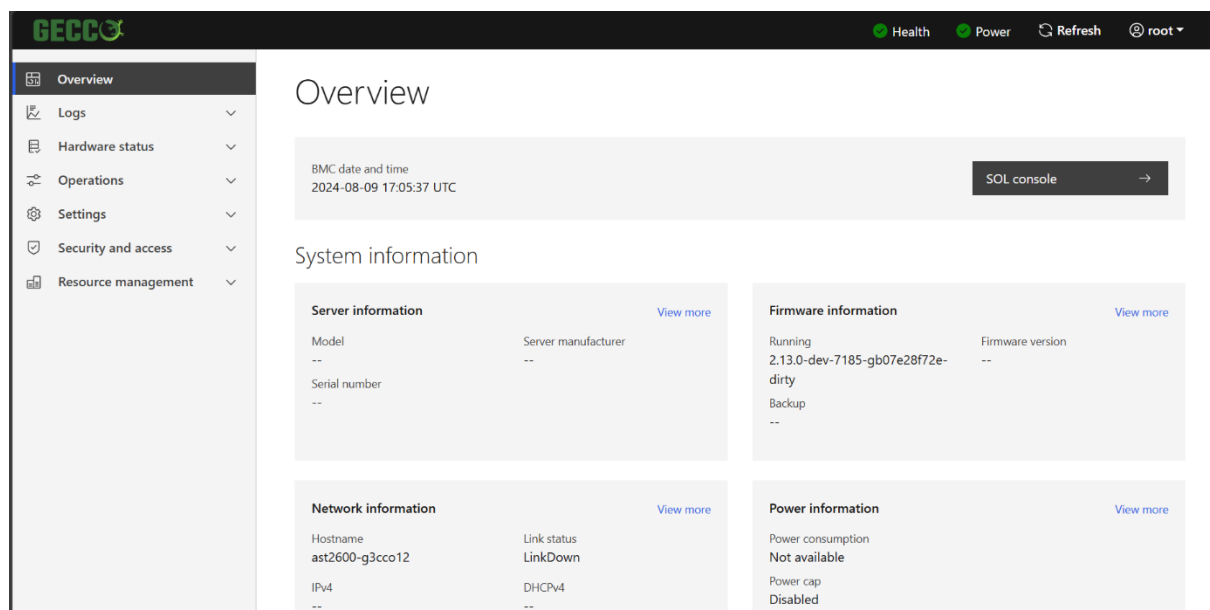 GECCO
Health
Power
Refresh
root
Overview
Logs
Hardware status
Operations
Settings
Security and access
Resource management
Overview
BMC date and time
2024-08-09 17:05:37 UTC
SOL console
System information
Server information
View more
Model
Server manufacturer
--
--
Serial number
--
Firmware information
View more
Running
Firmware version
2.13.0-dev-7185-gb07e28f72e-
--
dirty
Backup
--
Network information
View more
Hostname
Link status
ast2600-g3cco12
LinkDown
IPv4
DHCPv4
--
--
Power information
View more
Power consumption
Not available
Power cap
Disabled